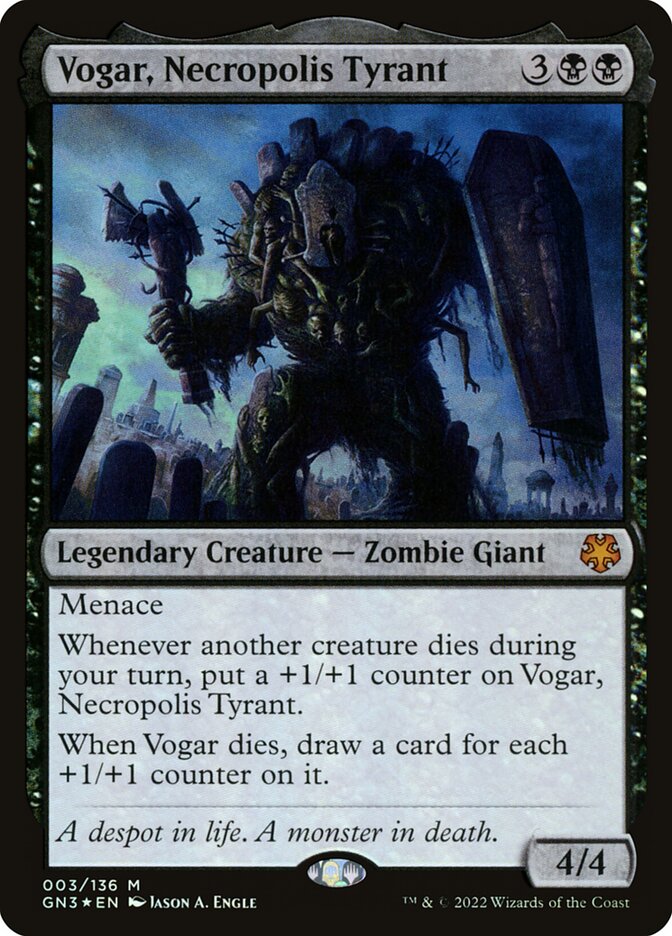 Vogar, Necropolis Tyrant 3
Legendary Creature — Zombie Giant
Menace
Whenever another creature dies during
your turn, put a +1/+1 counter on Vogar,
Necropolis Tyrant.
When Vogar dies, draw a card for each
+1/+1 counter on it.
A despot in life. A monster in death.
4/4
003/136 M
GN3★EN Jason A. Engle ™ & © 2022 Wizards of the Coast